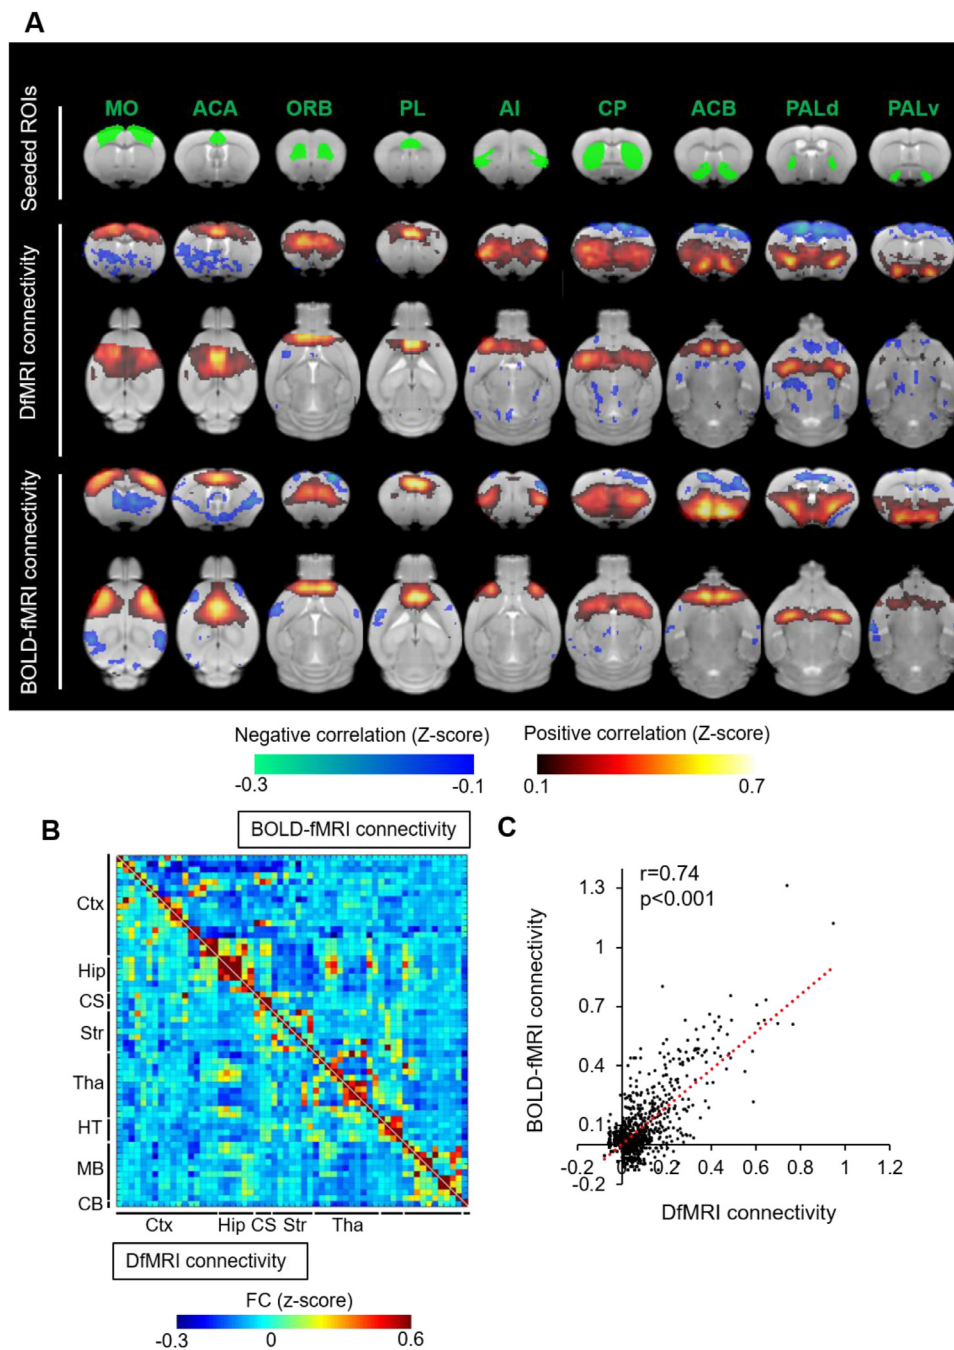 A
Seeded ROIs
MO ACA ORB PL AI CP ACB PALd PALv
DfMRI connectivity
BOLD-fMRI connectivity
Negative correlation (Z-score)
-0.3 -0.1
Positive correlation (Z-score)
0.1 0.7
B
BOLD-fMRI connectivity
Ctx
Hip
CS
Str
Tha
HT
MB
CB
Ctx Hip CS Str Tha
DfMRI connectivity
FC (z-score)
-0.3 0 0.6
C
r=0.74
p<0.001
BOLD-fMRI connectivity
1.3
1
0.7
0.4
0.1
-0.2
-0.2 0 0.2 0.4 0.6 0.8 1 1.2
DfMRI connectivity